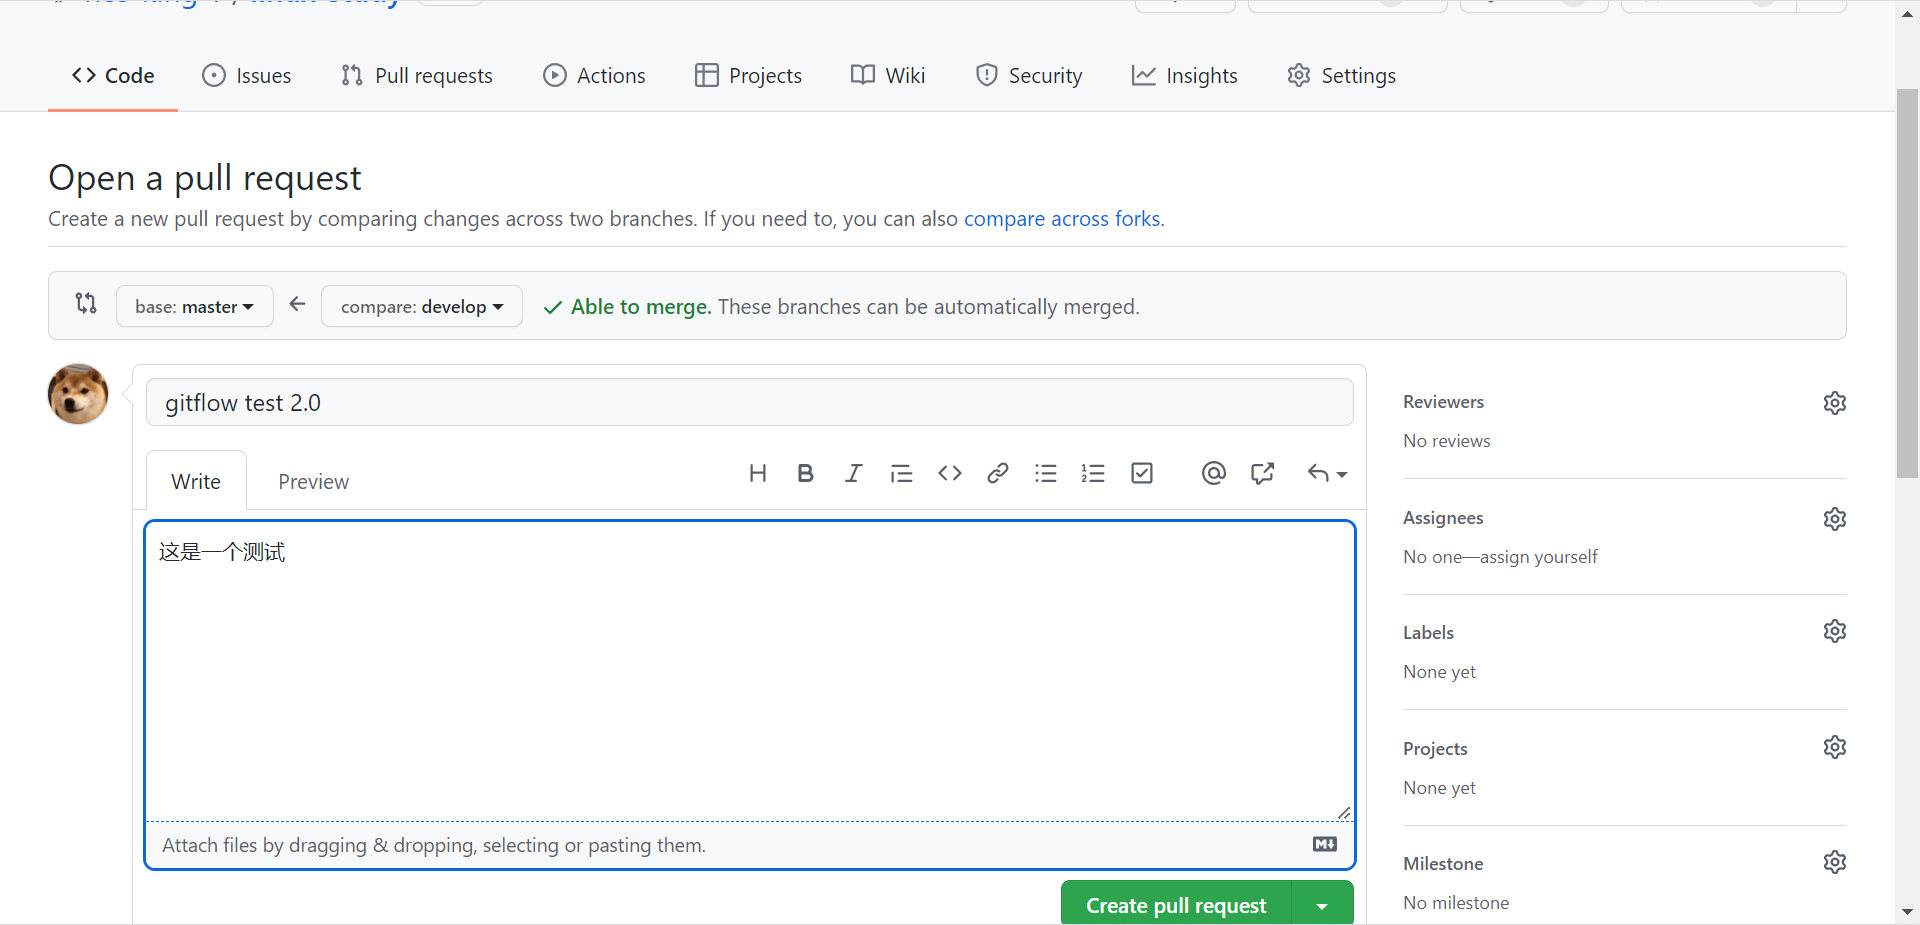 Code Issues Pull requests Actions Projects Wiki Security Insights Settings
Open a pull request
Create a new pull request by comparing changes across two branches. If you need to, you can also compare across forks.
base: master compare: develop Able to merge. These branches can be automatically merged.
gitflow test 2.0
Write Preview
这是一个测试
Attach files by dragging & dropping, selecting or pasting them.
Create pull request
Reviewers
No reviews
Assignees
No one—assign yourself
Labels
None yet
Projects
None yet
Milestone
No milestone